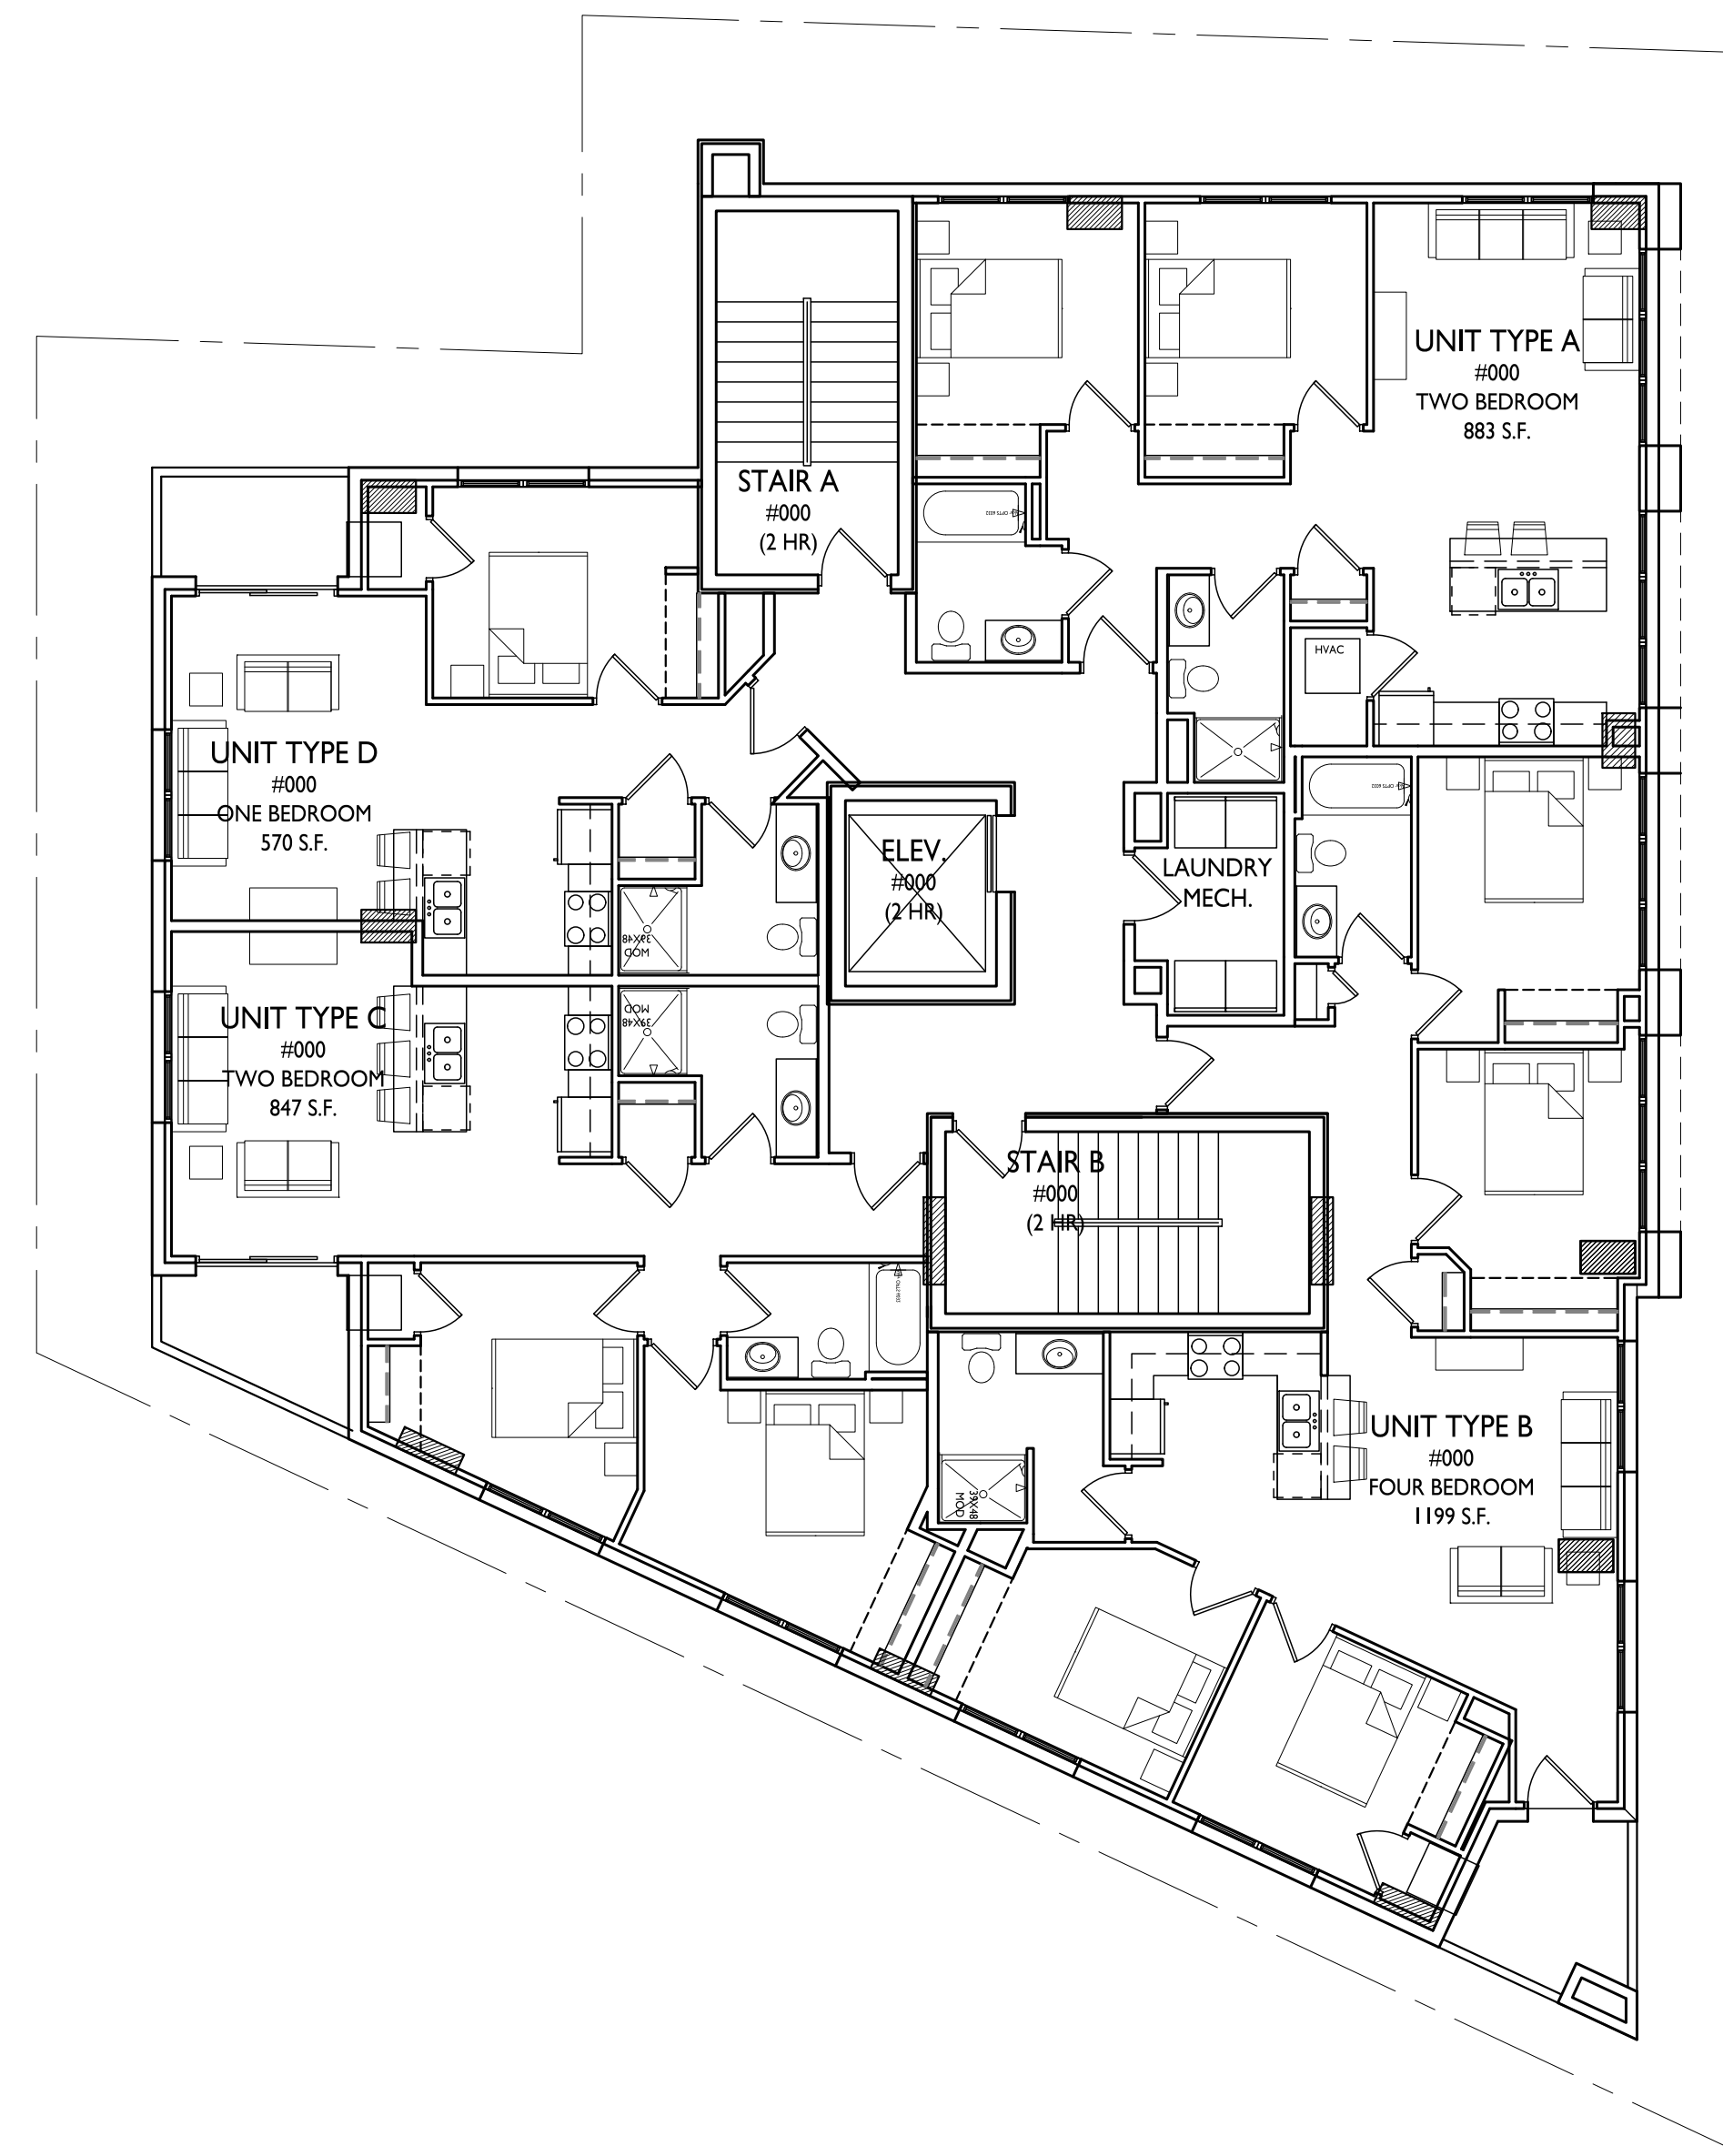 UNIT TYPE A
#000
TWO BEDROOM
883 S.F.
STAIR A
#000
(2 HR)
HVAC
UNIT TYPE D
#000
ONE BEDROOM
570 S.F.
ELEV.
#000
(2 HR)
LAUNDRY
MECH.
39X48
MOD
UNIT TYPE C
#000
TWO BEDROOM
847 S.F.
39X48
MOD
STAIR B
#000
(2 HR)
UNIT TYPE B
#000
FOUR BEDROOM
1199 S.F.
39X48
MOD